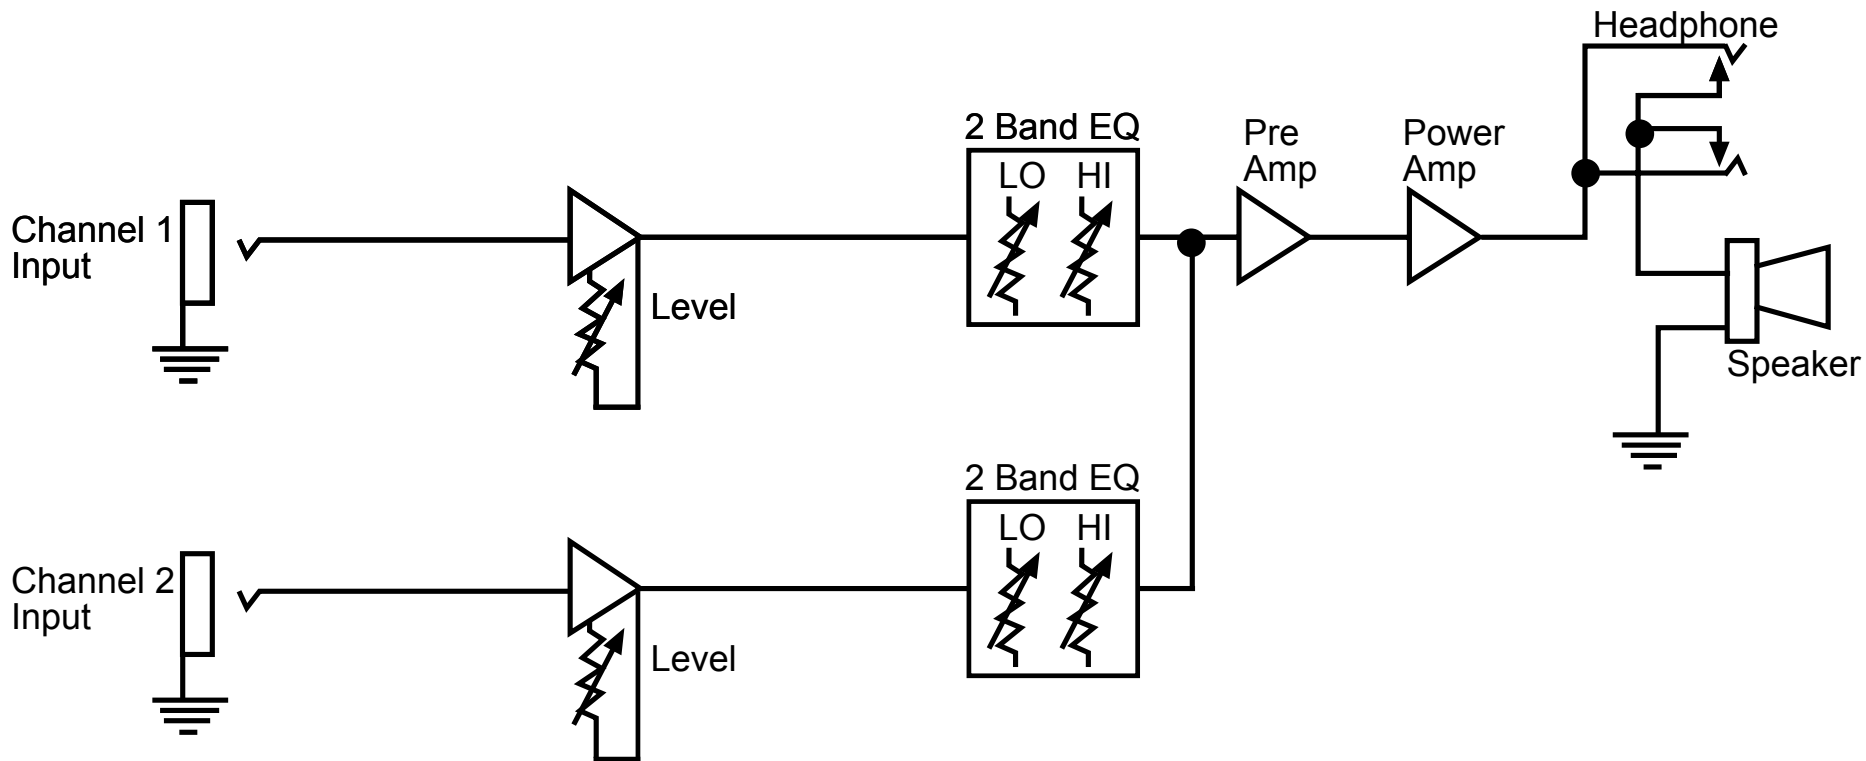 Headphone
2 Band EQ
Pre
Amp
Power
Amp
LO HI
Channel 1
Input
Level
Speaker
2 Band EQ
LO HI
Channel 2
Input
Level